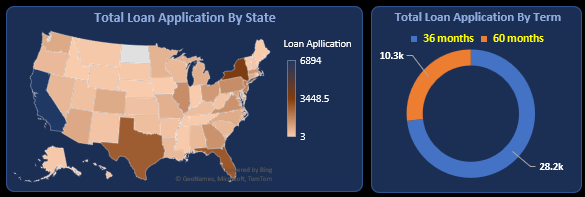 Total Loan Application By State
Loan Apllication
6894
3448.5
3
Powered by Bing
© GeoNames, Microsoft, TomTom
Total Loan Application By Term
36 months 60 months
10.3k
28.2k